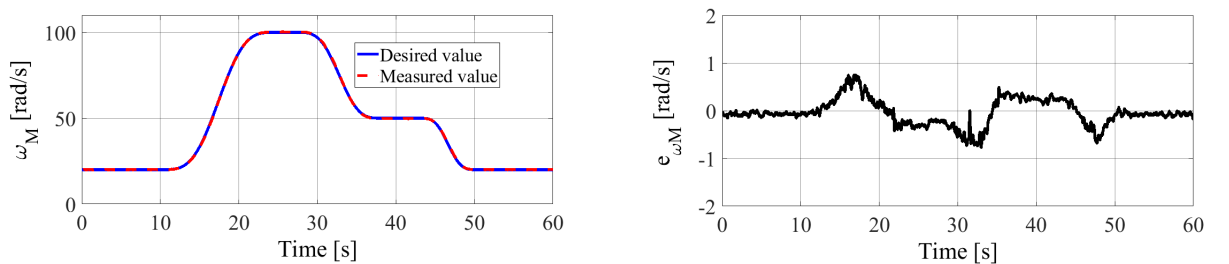 100
50
0
ω_M [rad/s]
Desired value
Measured value
0 10 20 30 40 50 60
Time [s]
2
1
0
-1
-2
e_ωM [rad/s]
0 10 20 30 40 50 60
Time [s]